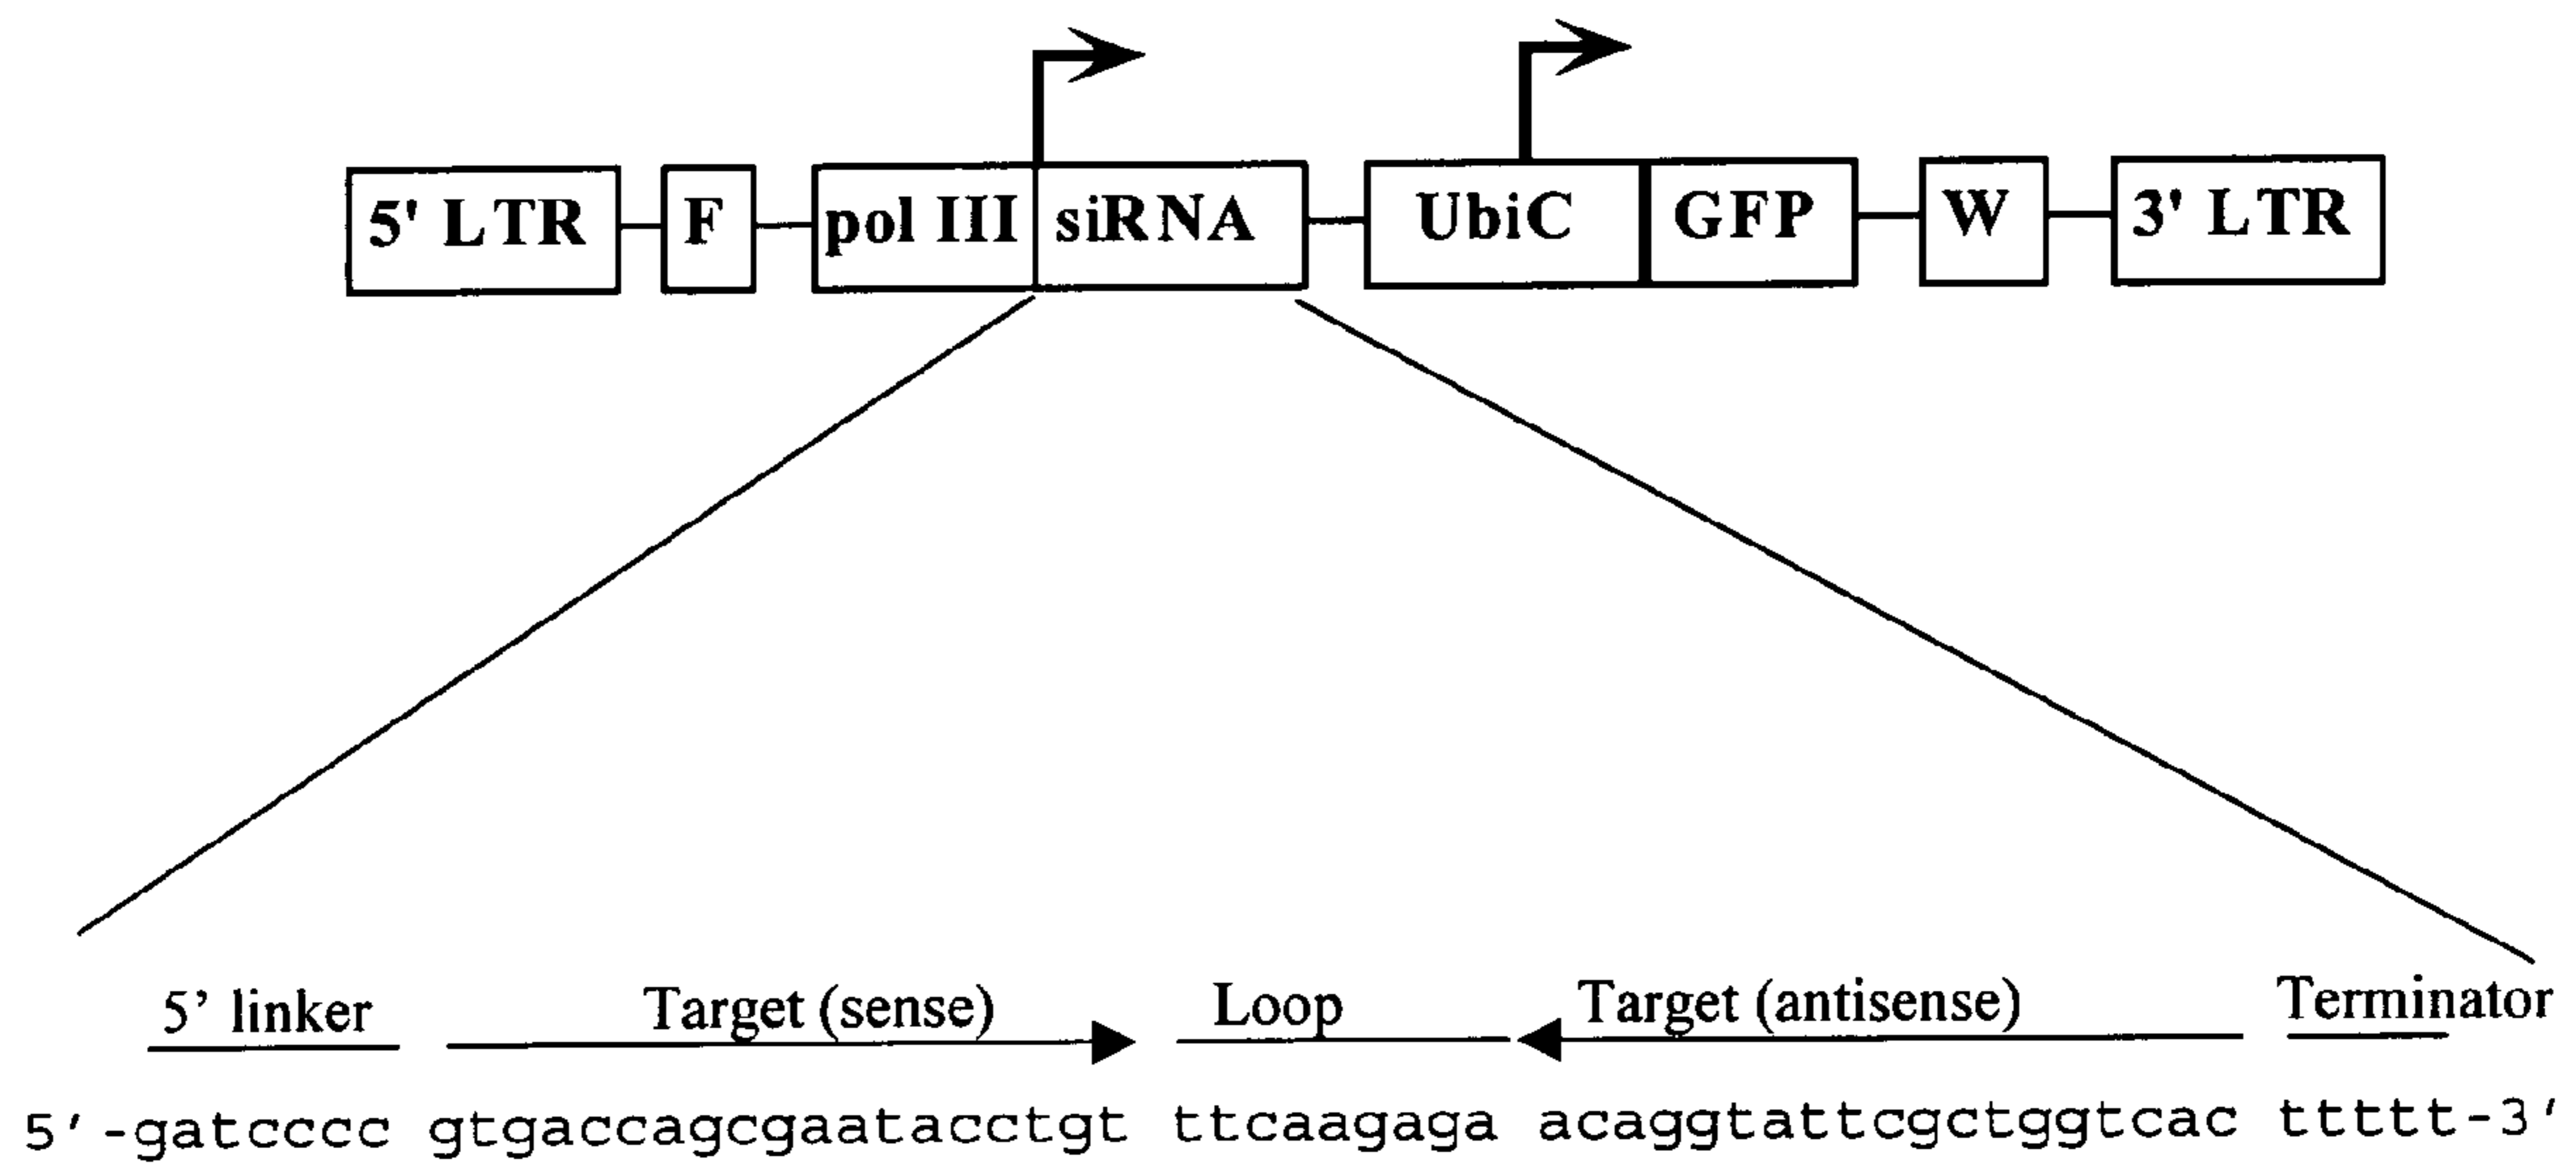 5' LTR F pol III siRNA UbiC GFP W 3' LTR
5’ linker Target (sense) Loop Target (antisense) Terminator
5'-gatcccc gtgaccagcgaatacctgt ttcaagaga acaggtattcgctggtcac ttttt-3'